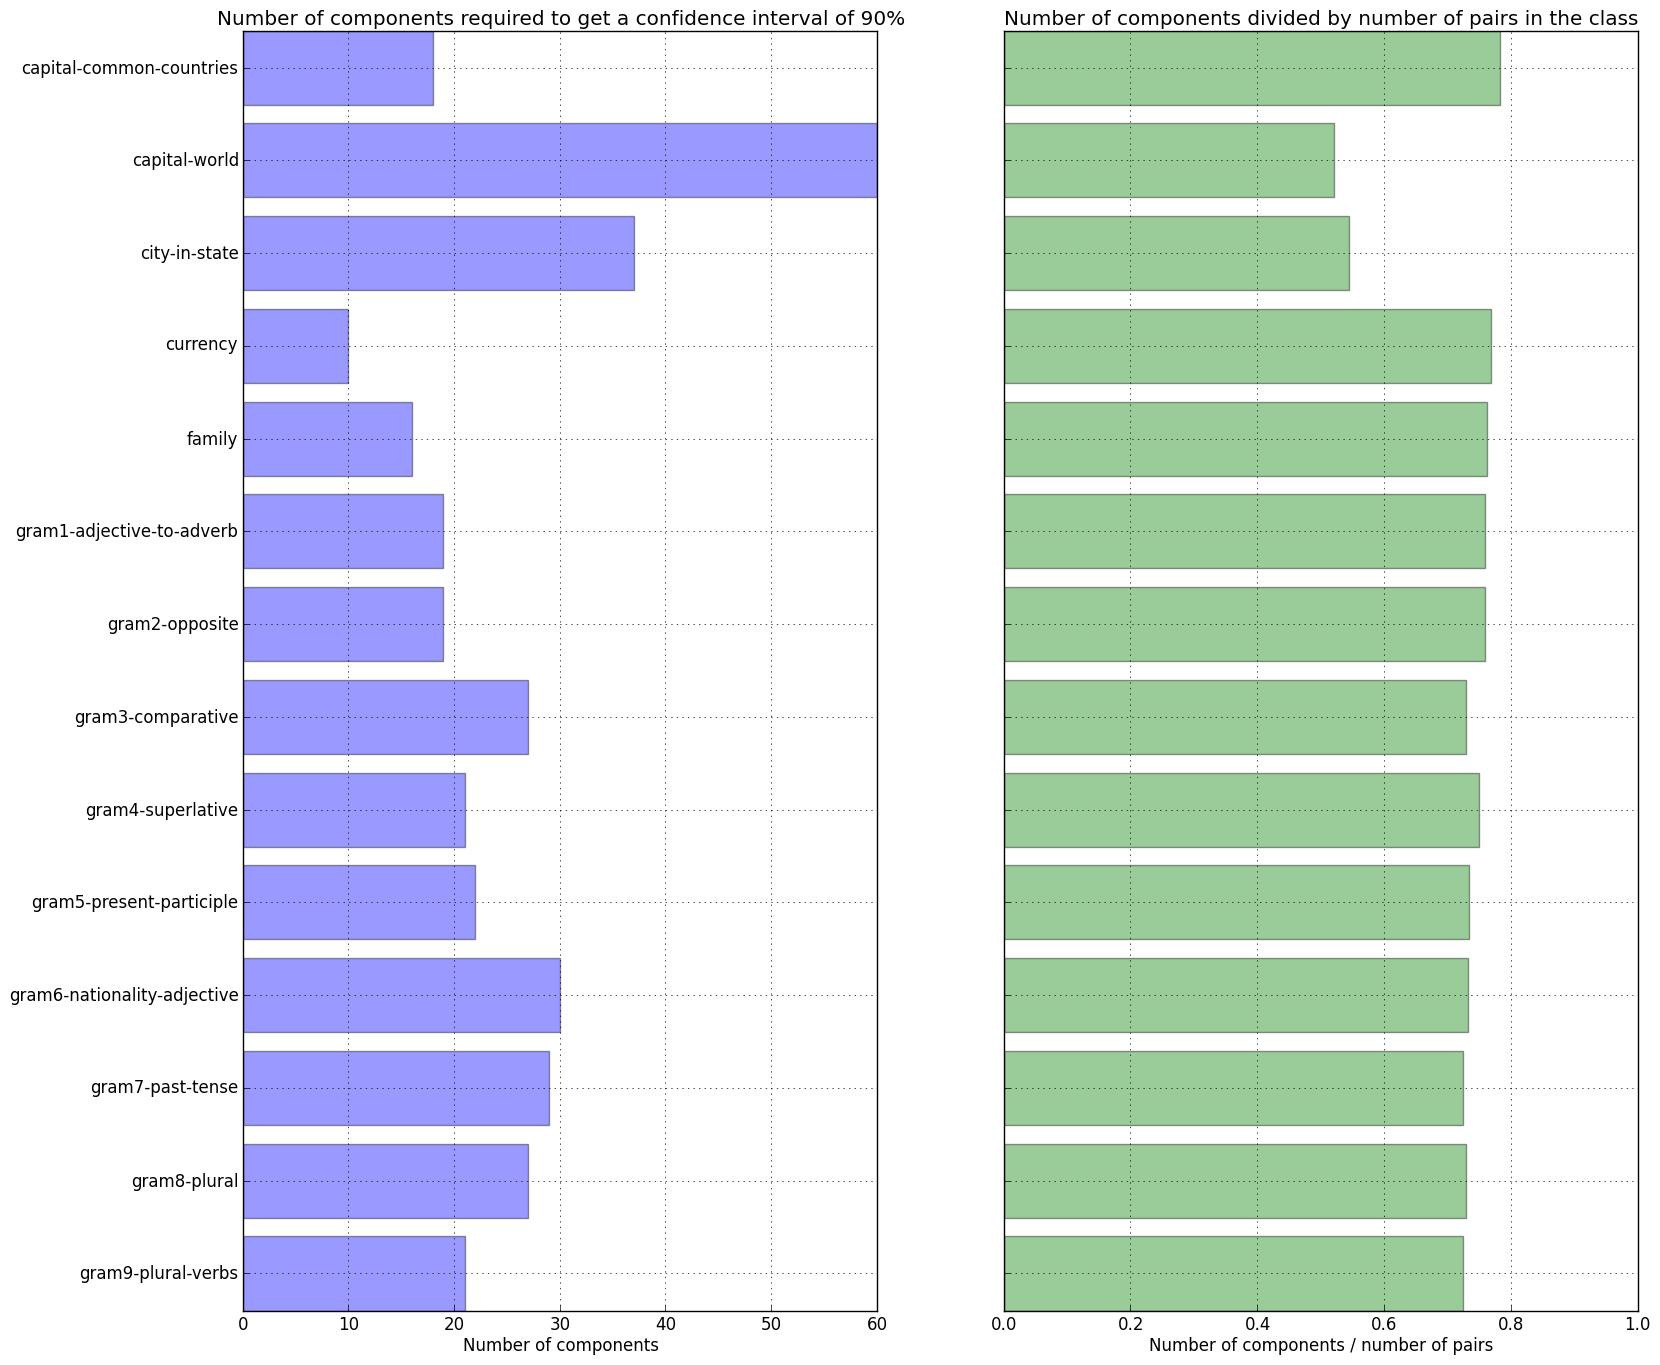 Number of components required to get a confidence interval of 90%
Number of components divided by number of pairs in the class
capital-common-countries
capital-world
city-in-state
currency
family
gram1-adjective-to-adverb
gram2-opposite
gram3-comparative
gram4-superlative
gram5-present-participle
gram6-nationality-adjective
gram7-past-tense
gram8-plural
gram9-plural-verbs
0 10 20 30 40 50 60
Number of components
0.0 0.2 0.4 0.6 0.8 1.0
Number of components / number of pairs